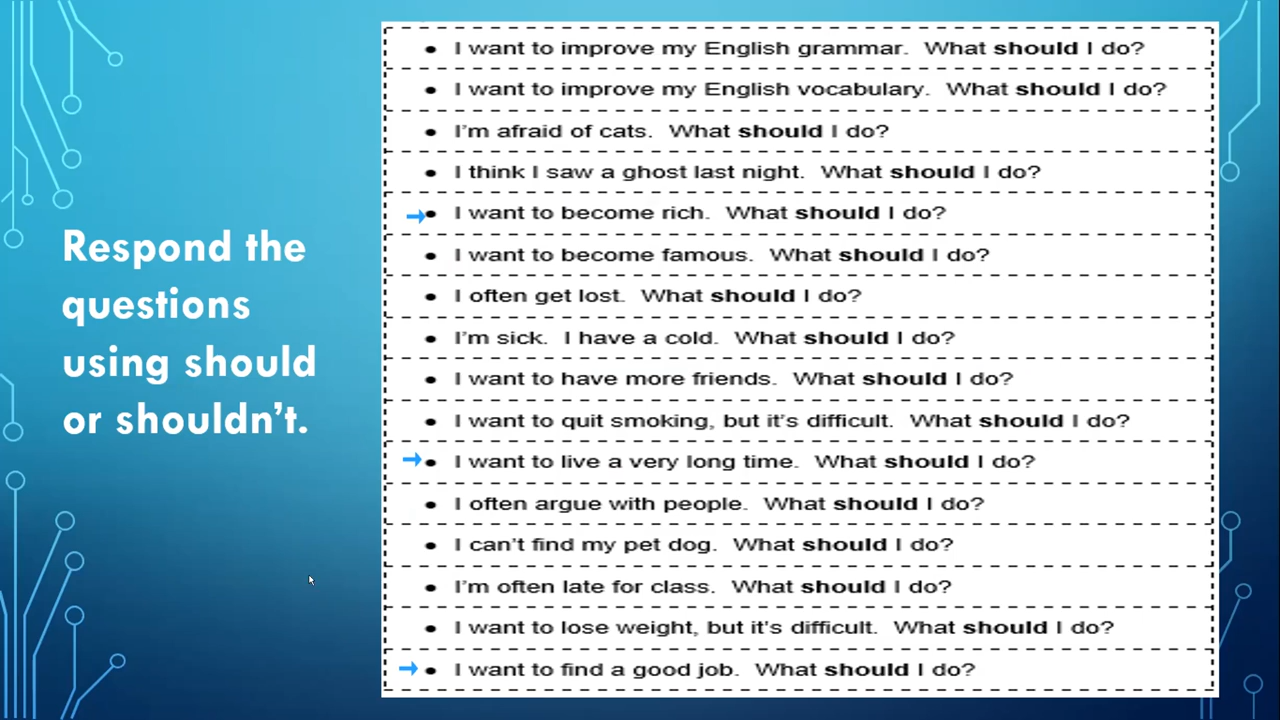 Respond the
questions
using should
or shouldn't.
• I want to improve my English grammar. What should I do?
• I want to improve my English vocabulary. What should I do?
• I'm afraid of cats. What should I do?
• I think I saw a ghost last night. What should I do?
• I want to become rich. What should I do?
• I want to become famous. What should I do?
• I often get lost. What should I do?
• I'm sick. I have a cold. What should I do?
• I want to have more friends. What should I do?
• I want to quit smoking, but it's difficult. What should I do?
• I want to live a very long time. What should I do?
• I often argue with people. What should I do?
• I can't find my pet dog. What should I do?
• I'm often late for class. What should I do?
• I want to lose weight, but it's difficult. What should I do?
• I want to find a good job. What should I do?